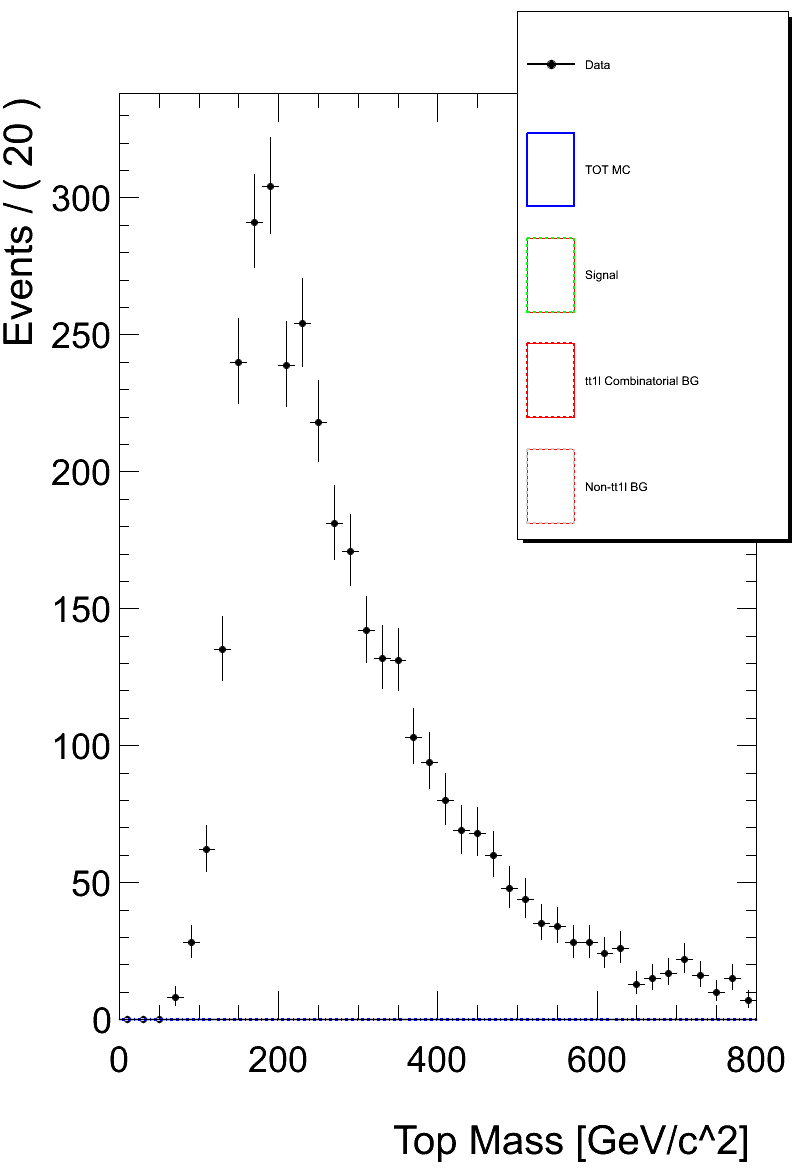 Data
TOT MC
Signal
tt1l Combinatorial BG
Non-tt1l BG
Events / ( 20 )
300
250
200
150
100
50
0
0 200 400 600 800
Top Mass [GeV/c^2]